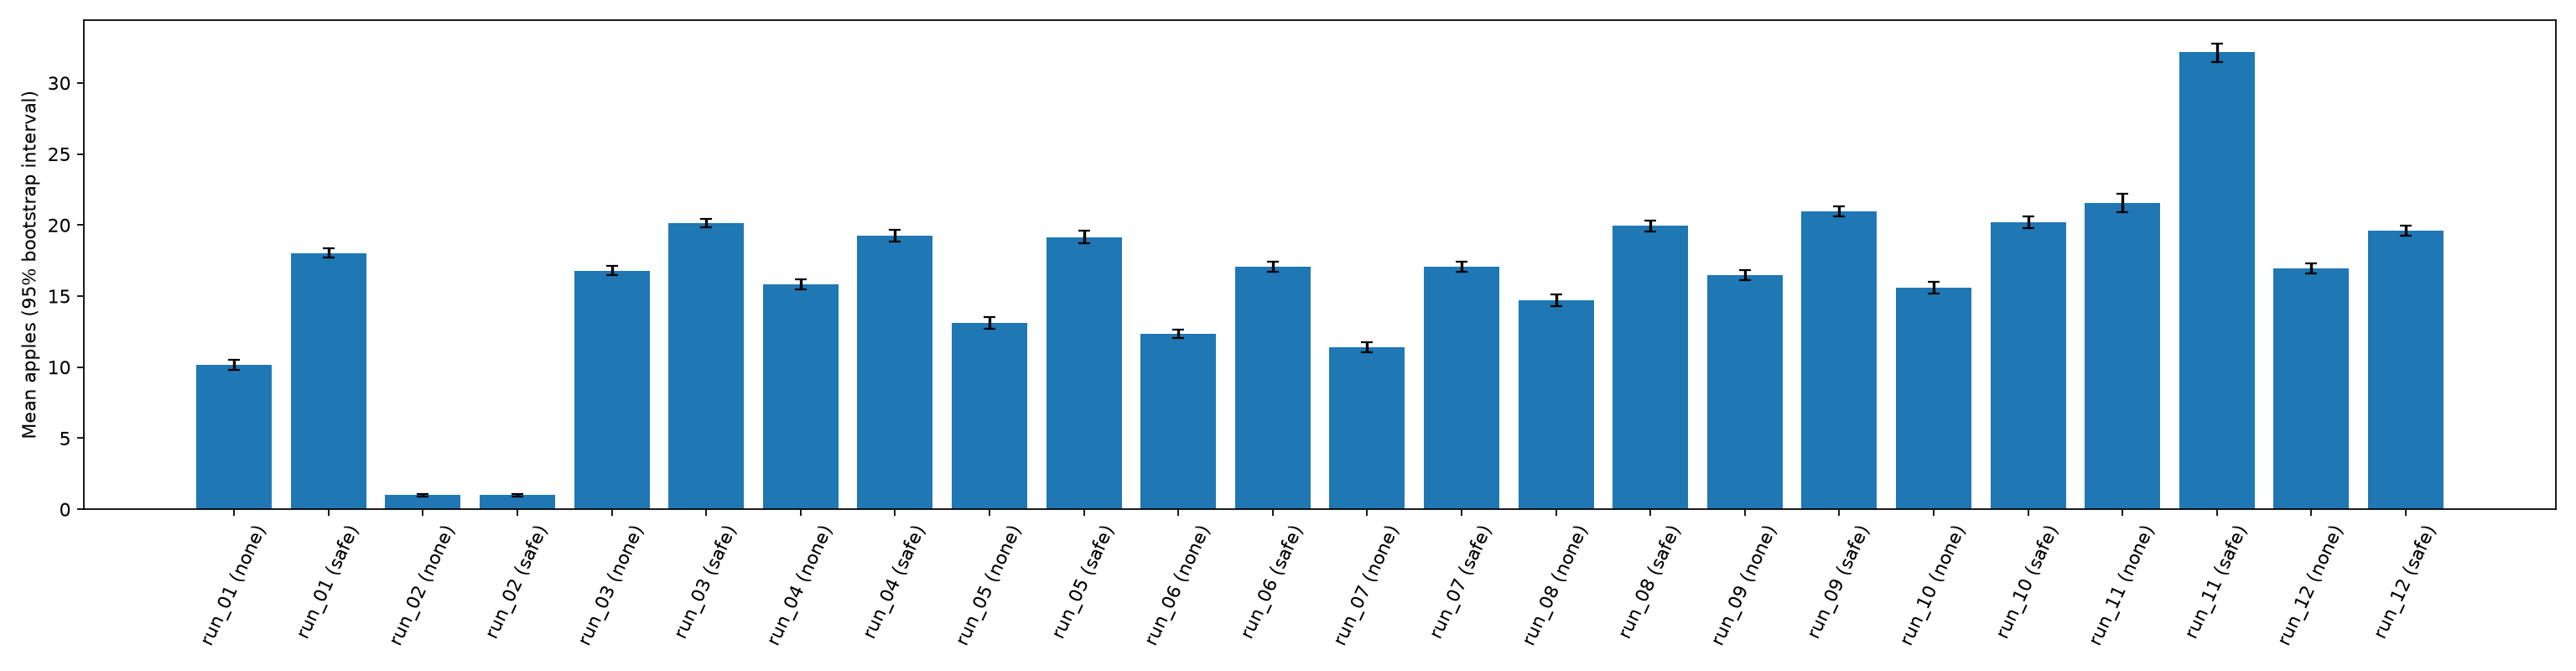 Mean apples (95% bootstrap interval)
30
25
20
15
10
5
0
run_01 (none)
run_01 (safe)
run_02 (none)
run_02 (safe)
run_03 (none)
run_03 (safe)
run_04 (none)
run_04 (safe)
run_05 (none)
run_05 (safe)
run_06 (none)
run_06 (safe)
run_07 (none)
run_07 (safe)
run_08 (none)
run_08 (safe)
run_09 (none)
run_09 (safe)
run_10 (none)
run_10 (safe)
run_11 (none)
run_11 (safe)
run_12 (none)
run_12 (safe)